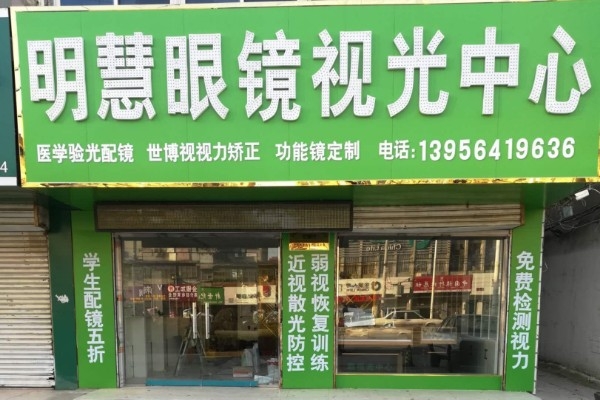 明慧眼镜视光中心
医学验光配镜 世博视视力矫正 功能镜定制 电话:13956419636
学生配镜五折
近视散光防控
弱视恢复训练
免费检测视力